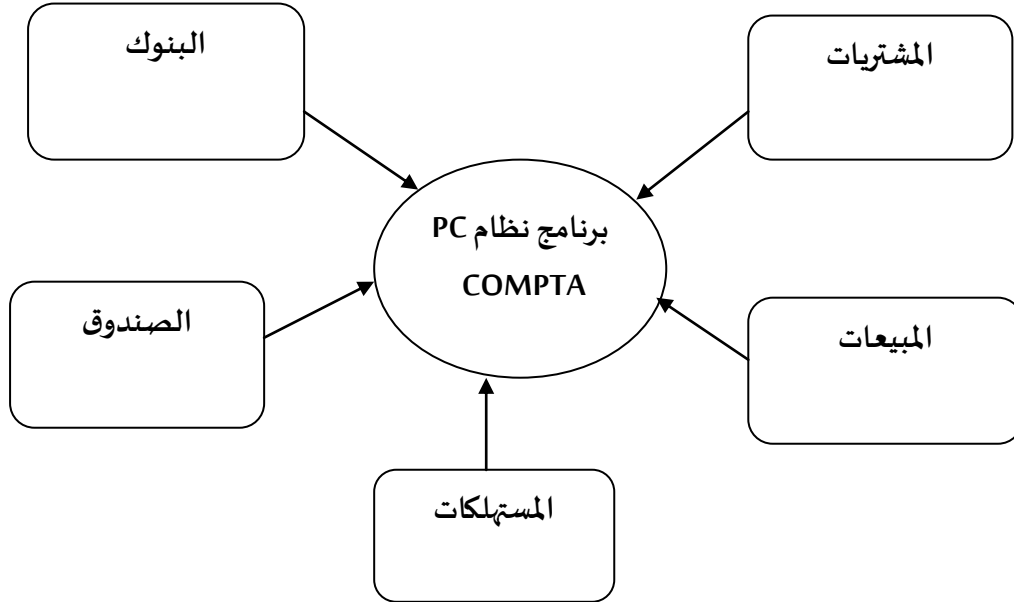 المشتريات
البنوك
برنامج نظام PC
COMPTA
المبيعات
الصندوق
المستهلكات